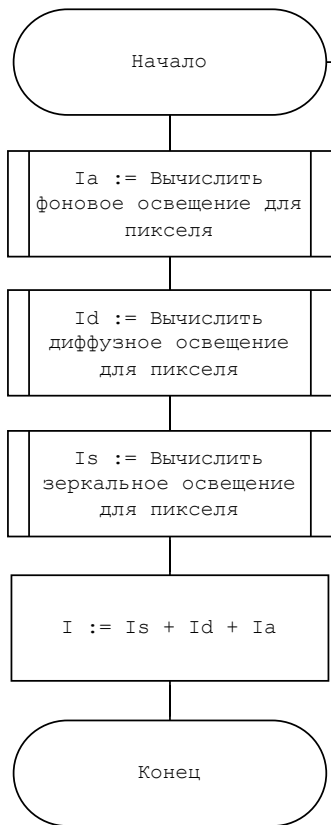 Начало
Ia := Вычислить
фоновое освещение для
пикселя
Id := Вычислить
диффузное освещение
для пикселя
Is := Вычислить
зеркальное освещение
для пикселя
I := Is + Id + Ia
Конец